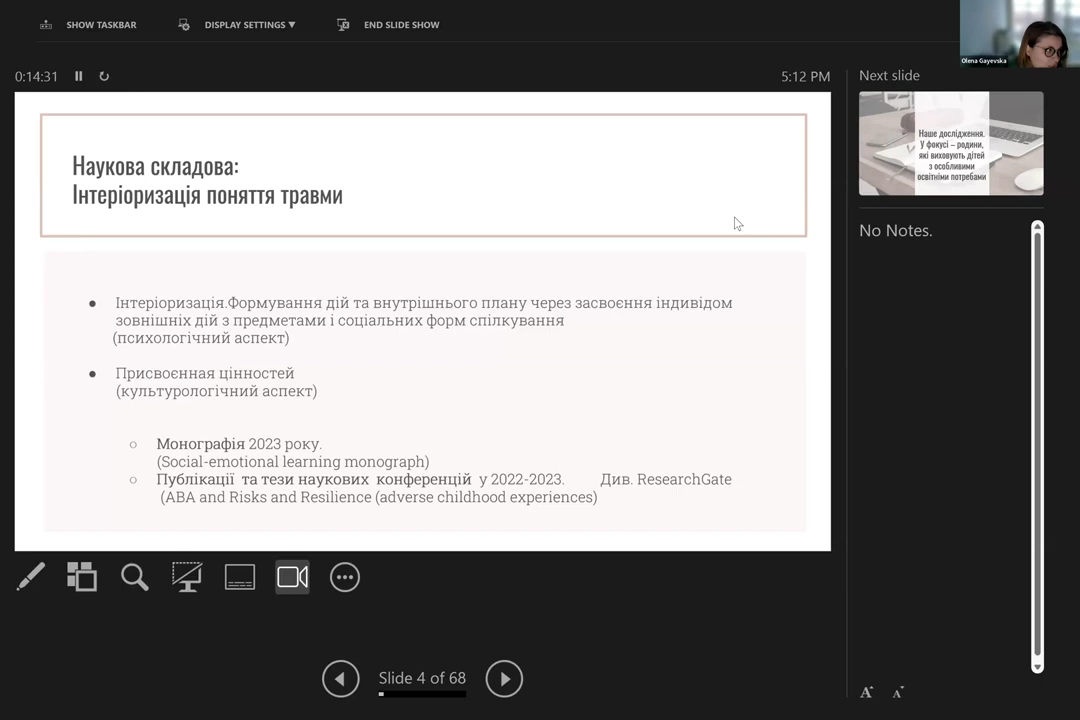 SHOW TASKBAR
DISPLAY SETTINGS ▼
END SLIDE SHOW
Olena Gayevska
0:14:31
5:12 PM
Next slide
Наукова складова:
Інтеріоризація поняття травми
Наше дослідження.
У фокусі – родини,
які виховують дітей
з особливими
освітніми потребами
No Notes.
● Інтеріоризація.Формування дій та внутрішнього плану через засвоєння індивідом
зовнішніх дій з предметами і соціальних форм спілкування
(психологічний аспект)
● Присвоєнная цінностей
(культурологічний аспект)
○ Монографія 2023 року.
(Social-emotional learning monograph)
○ Публікації та тези наукових конференцій у 2022-2023. Див. ResearchGate
(ABA and Risks and Resilience (adverse childhood experiences)
Slide 4 of 68
A A